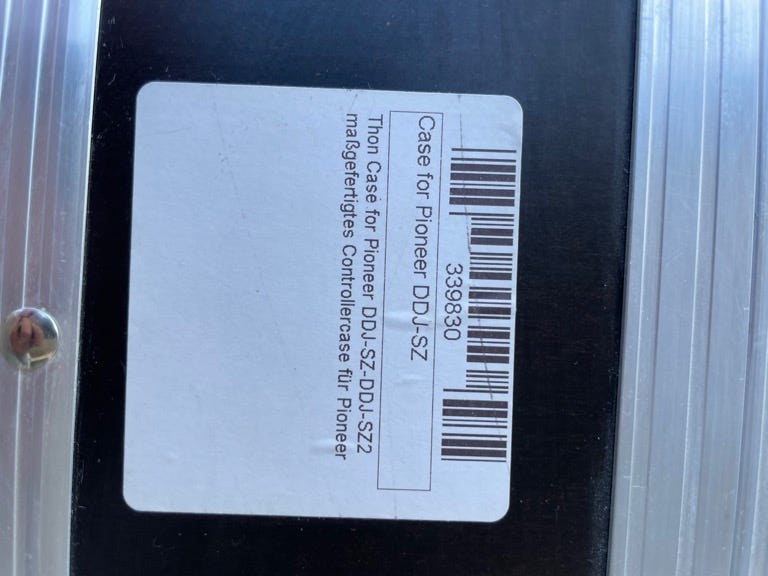 339830
Case for Pioneer DDJ-SZ
Thon Case for Pioneer DDJ-SZ-DDJ-SZ2
maßgefertigtes Controllercase für Pioneer